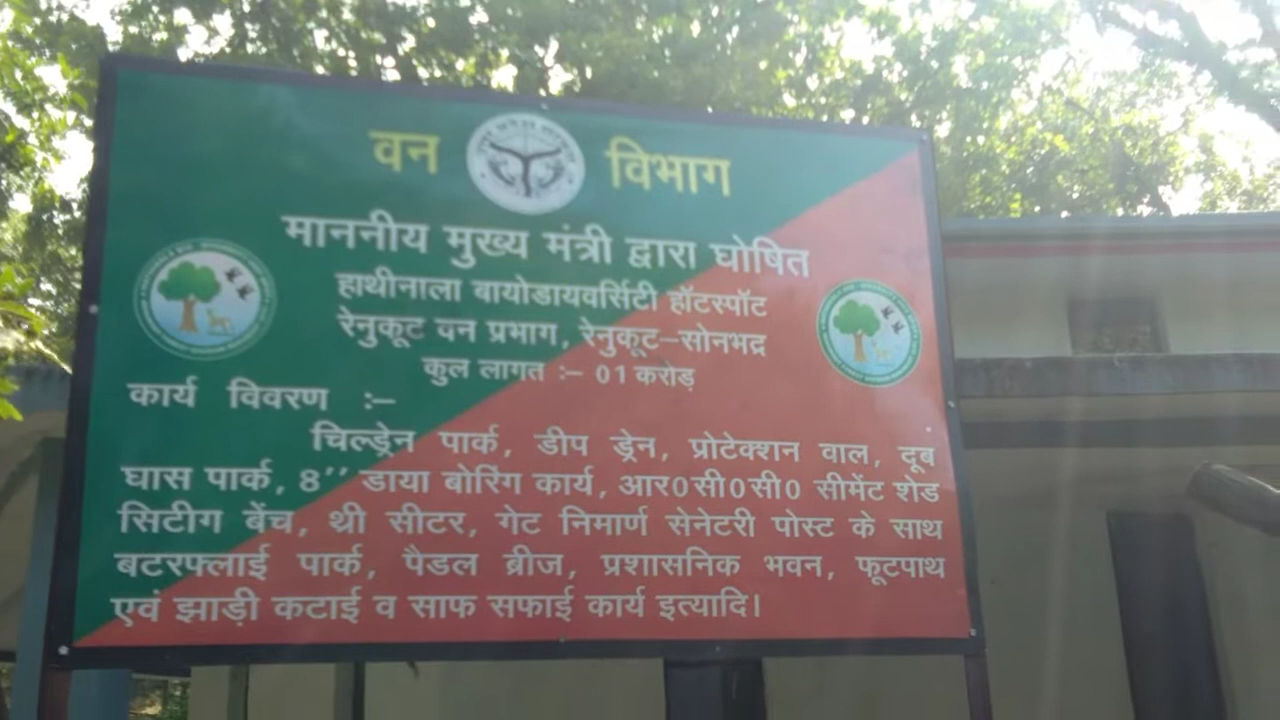 वन विभाग
माननीय मुख्य मंत्री द्वारा घोषित
हाथीनाला बायोडायवर्सिटी हॉटस्पॉट
रेनुकूट वन प्रभाग, रेनुकूट–सोनभद्र
कुल लागत :– 01 करोड़
कार्य विवरण :–
चिल्ड्रेन पार्क, डीप ड्रेन, प्रोटेक्शन वाल, दूब
घास पार्क, 8’’ डाया बोरिंग कार्य, आर0सी0सी0 सीमेंट शेड
सिटीग बेंच, थ्री सीटर, गेट निमार्ण सेनेटरी पोस्ट के साथ
बटरफ्लाई पार्क, पैडल ब्रीज, प्रशासनिक भवन, फूटपाथ
एवं झाड़ी कटाई व साफ सफाई कार्य इत्यादि।